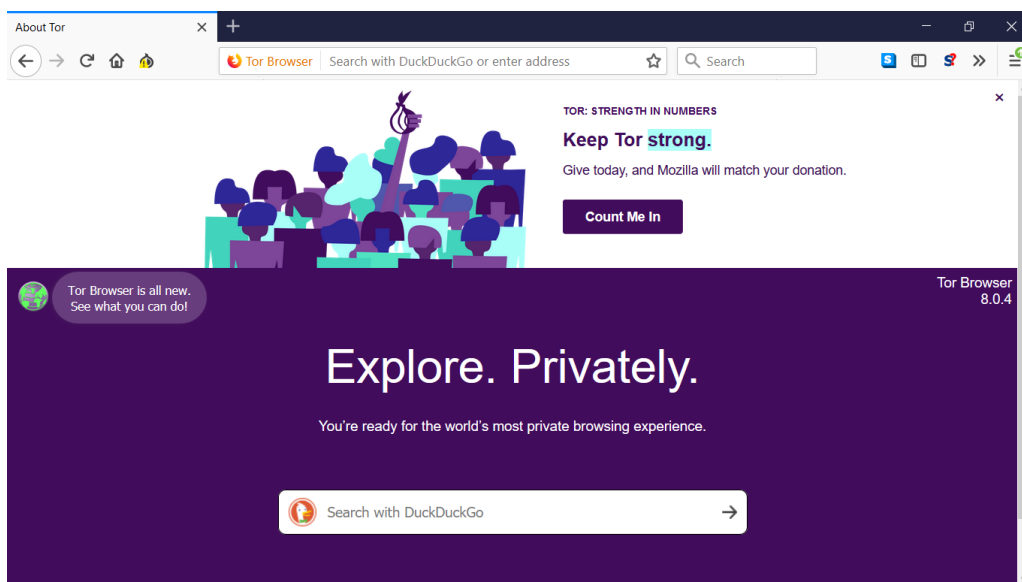 About Tor
Tor Browser
Search with DuckDuckGo or enter address
Search
TOR: STRENGTH IN NUMBERS
Keep Tor strong.
Give today, and Mozilla will match your donation.
Count Me In
Tor Browser is all new.
See what you can do!
Tor Browser
8.0.4
Explore. Privately.
You're ready for the world's most private browsing experience.
Search with DuckDuckGo